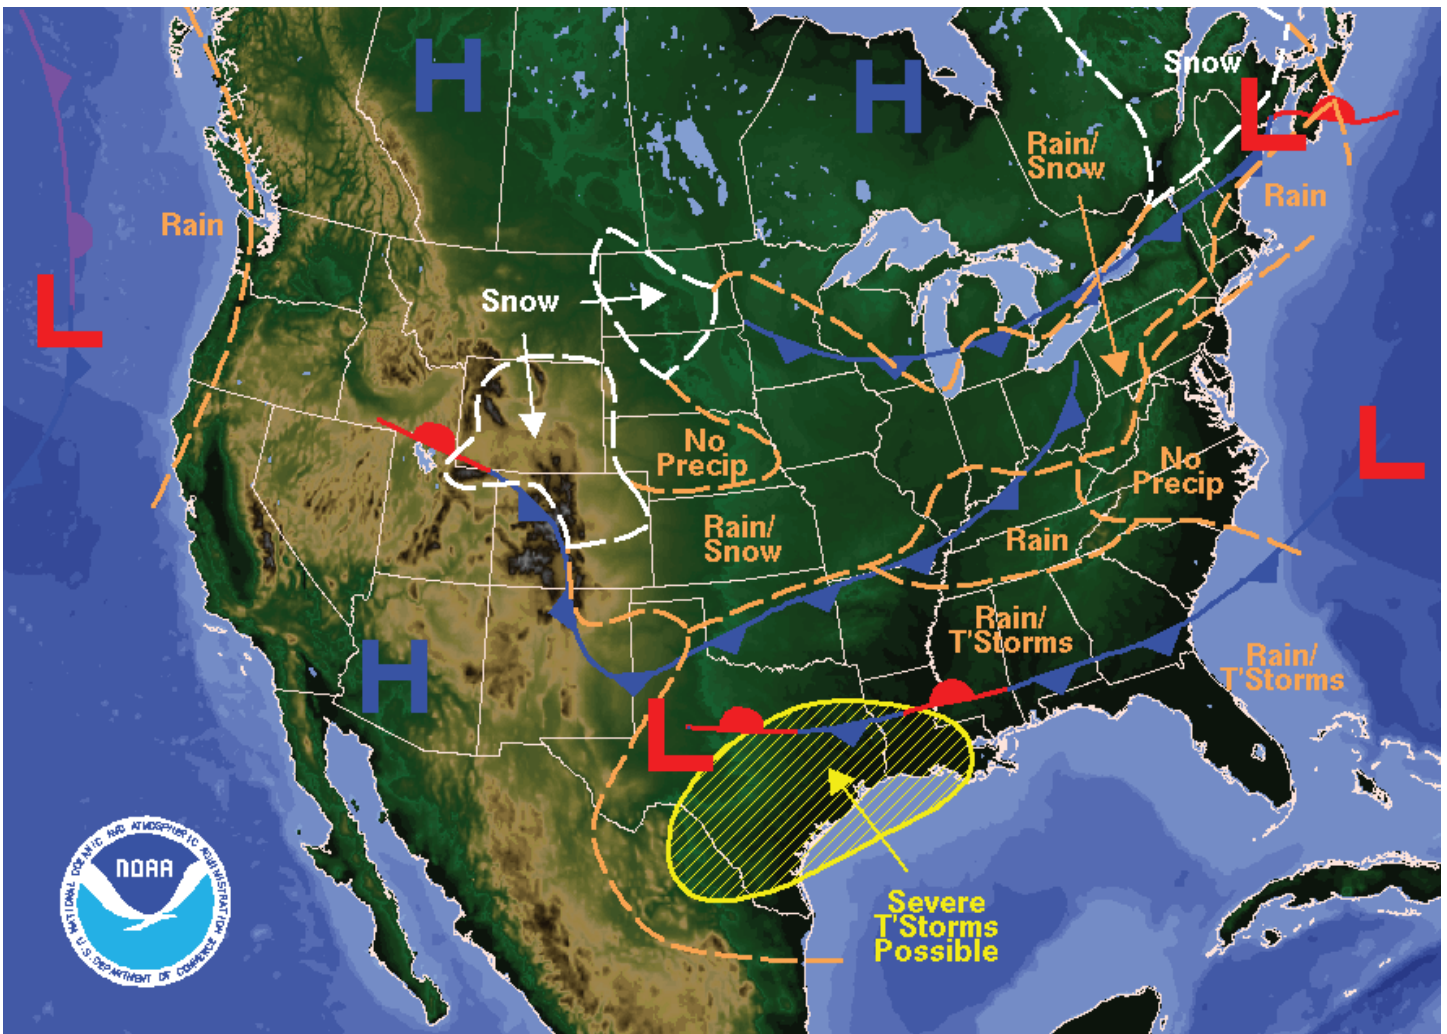 H
H
Snow
L
Rain/
Snow
Rain
Rain
Snow
L
L
No
Precip
No
Precip
Rain/
Snow
Rain
Rain/
T'Storms
H
Rain/
T'Storms
L
Severe
T'Storms
Possible
NATIONAL OCEANIC AND ATMOSPHERIC ADMINISTRATION
NOAA
U.S. DEPARTMENT OF COMMERCE